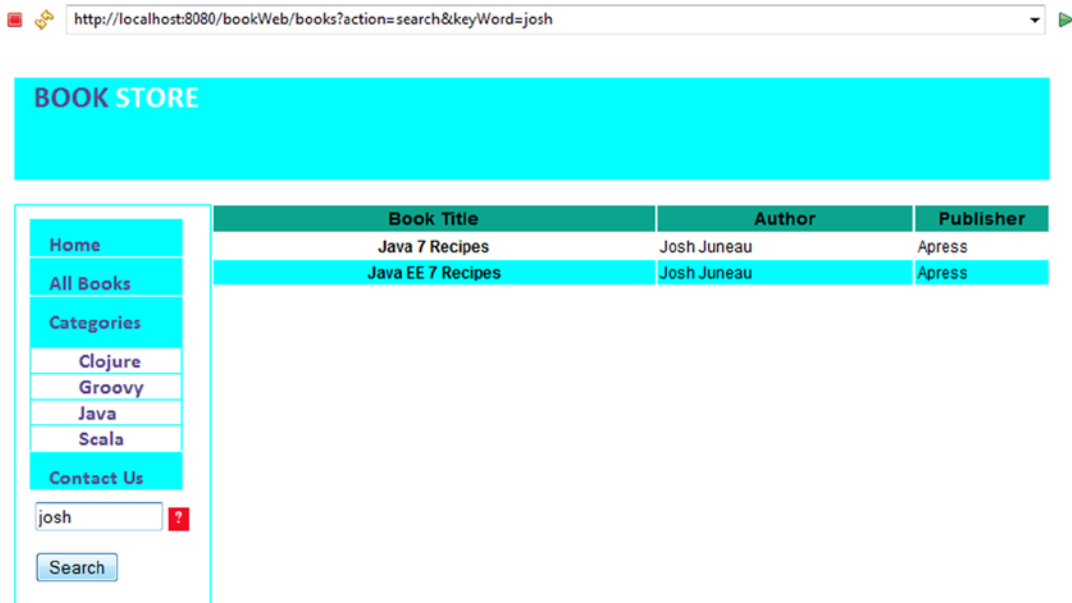 http://localhost:8080/bookWeb/books?action=search&keyWord=josh
BOOK STORE
Book Title Author Publisher
Java 7 Recipes Josh Juneau Apress
Java EE 7 Recipes Josh Juneau Apress
Home
All Books
Categories
Clojure
Groovy
Java
Scala
Contact Us
josh ?
Search